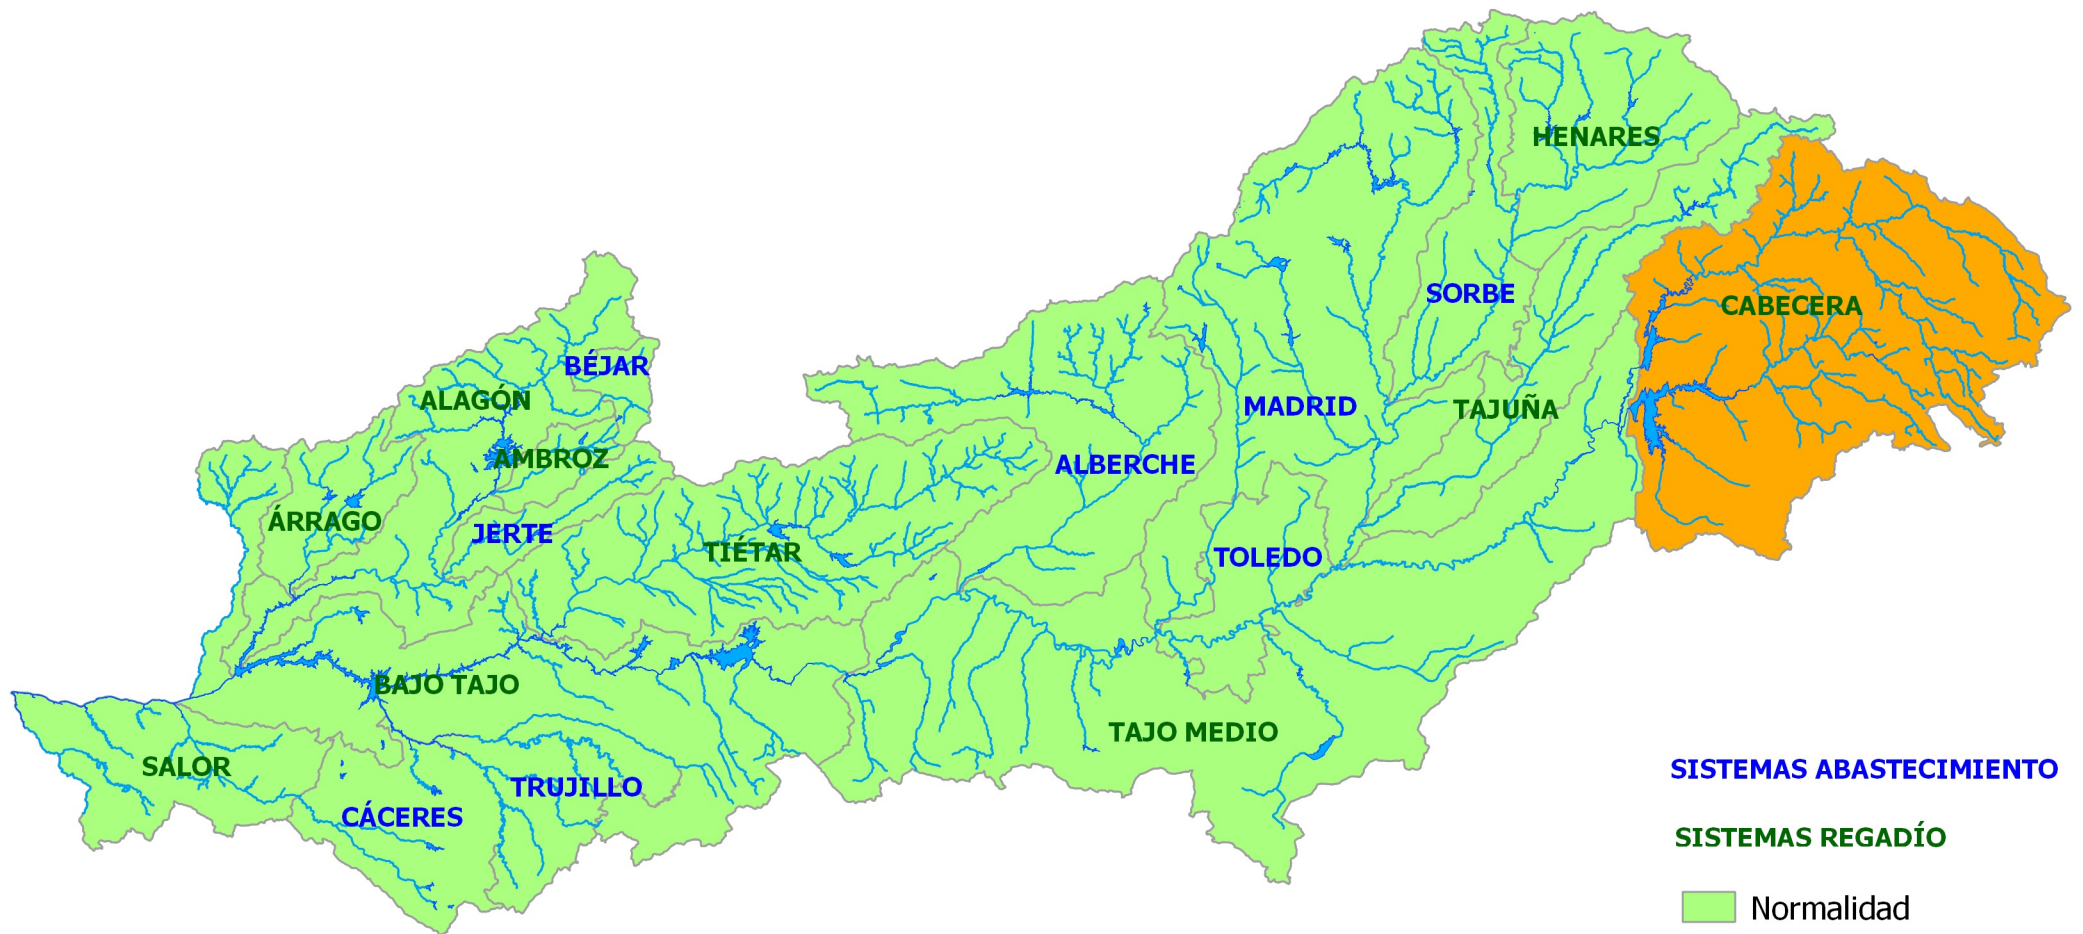 HENARES
SORBE
CABECERA
BÉJAR
ALAGÓN
MADRID
TAJUÑA
AMBROZ
ALBERCHE
ÁRRAGO
JERTE
TIÉTAR
TOLEDO
BAJO TAJO
TAJO MEDIO
SALOR
TRUJILLO
CÁCERES
SISTEMAS ABASTECIMIENTO
SISTEMAS REGADÍO
Normalidad